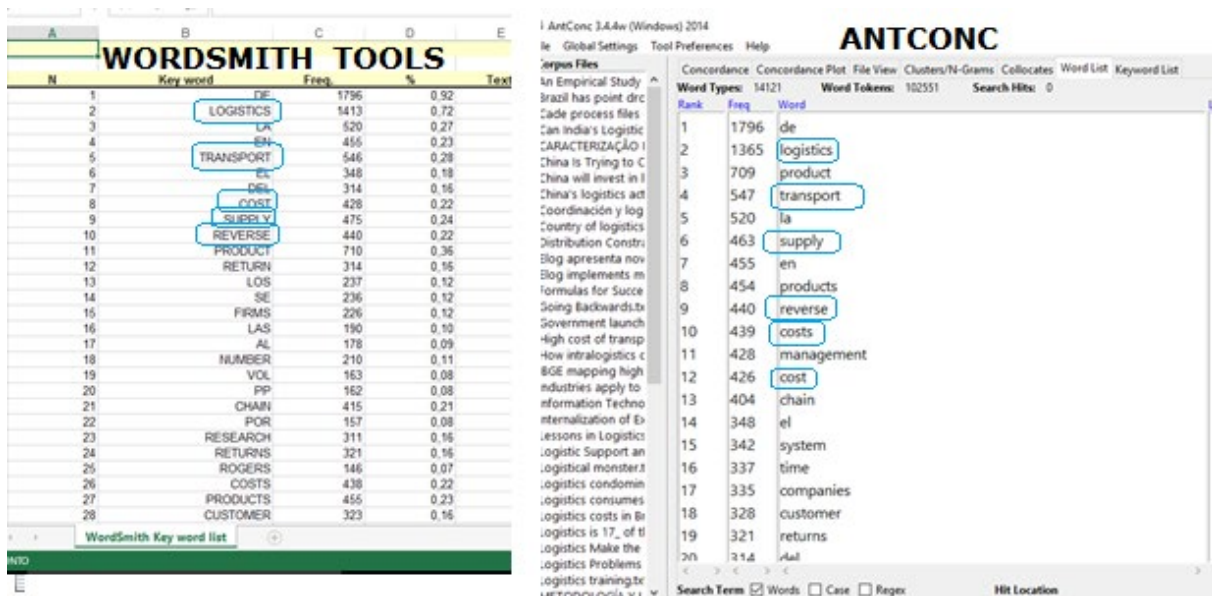 WORDSMITH TOOLS
A B C D E
N Key word Freq. % Text
1 DE 1796 0,92
2 LOGISTICS 1413 0,72
3 LA 520 0,27
4 EN 455 0,23
5 TRANSPORT 546 0,28
6 EL 348 0,18
7 DEL 314 0,16
8 COST 428 0,22
9 SUPPLY 475 0,24
10 REVERSE 440 0,22
11 PRODUCT 710 0,36
12 RETURN 314 0,16
13 LOS 237 0,12
14 SE 236 0,12
15 FIRMS 226 0,12
16 LAS 190 0,10
17 AL 178 0,09
18 NUMBER 210 0,11
19 VOL 163 0,08
20 PP 162 0,08
21 CHAIN 415 0,21
22 POR 157 0,08
23 RESEARCH 311 0,16
24 RETURNS 321 0,16
25 ROGERS 146 0,07
26 COSTS 438 0,22
27 PRODUCTS 455 0,23
28 CUSTOMER 323 0,16
WordSmith Key word list
NTO
AntConc 3.4.4w (Windows) 2014
ANTCONC
le Global Settings Tool Preferences Help
Corpus Files
An Empirical Study
Brazil has point drc
Cade process files
Can India's Logistic
CARACTERIZAÇÃO
China Is Trying to C
China will invest in
China's logistics act
Coordinación y log
Country of logistics
Distribution Constr
Elog apresenta nov
Elog implements m
Formulas for Succe
Going Backwards.tx
Government launch
High cost of transp
How intralogistics c
IBGE mapping high
ndustries apply to
nformation Techno
nternalization of Ex
Lessons in Logistics
Logistic Support an
Logistical monster.t
Logistics condomin
Logistics consumes
Logistics costs in Br
Logistics is 17_ of tl
Logistics Make the
Logistics Problems
Logistics training.tx
METODOLOGÍA Y
Concordance Concordance Plot File View Clusters/N-Grams Collocates Word List Keyword List
Word Types: 14121 Word Tokens: 102551 Search Hits: 0
Rank Freq Word
1 1796 de
2 1365 logistics
3 709 product
4 547 transport
5 520 la
6 463 supply
7 455 en
8 454 products
9 440 reverse
10 439 costs
11 428 management
12 426 cost
13 404 chain
14 348 el
15 342 system
16 337 time
17 335 companies
18 328 customer
19 321 returns
20 314 del
Search Term Words Case Regex Hit Location